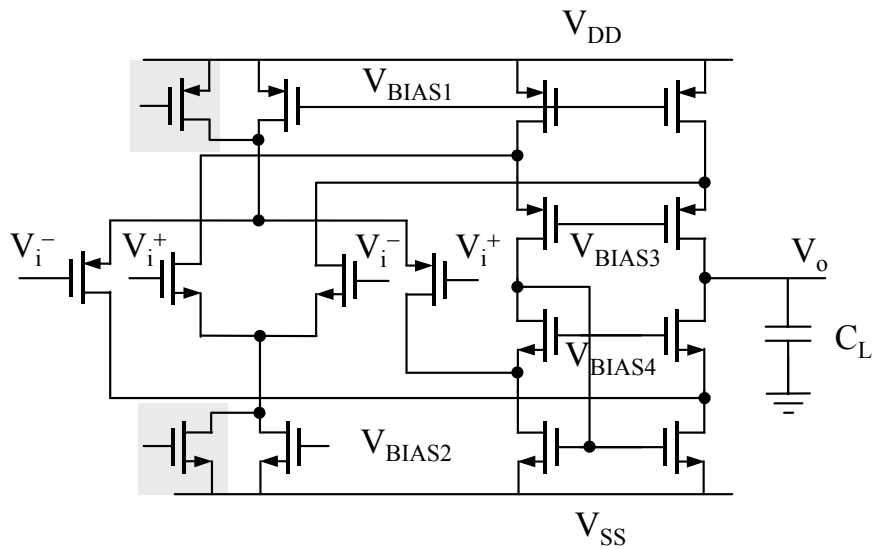 V_DD
V_BIAS1
V_i^- V_i^+ V_i^- V_i^+
V_BIAS3
V_o
V_BIAS4
C_L
V_BIAS2
V_SS